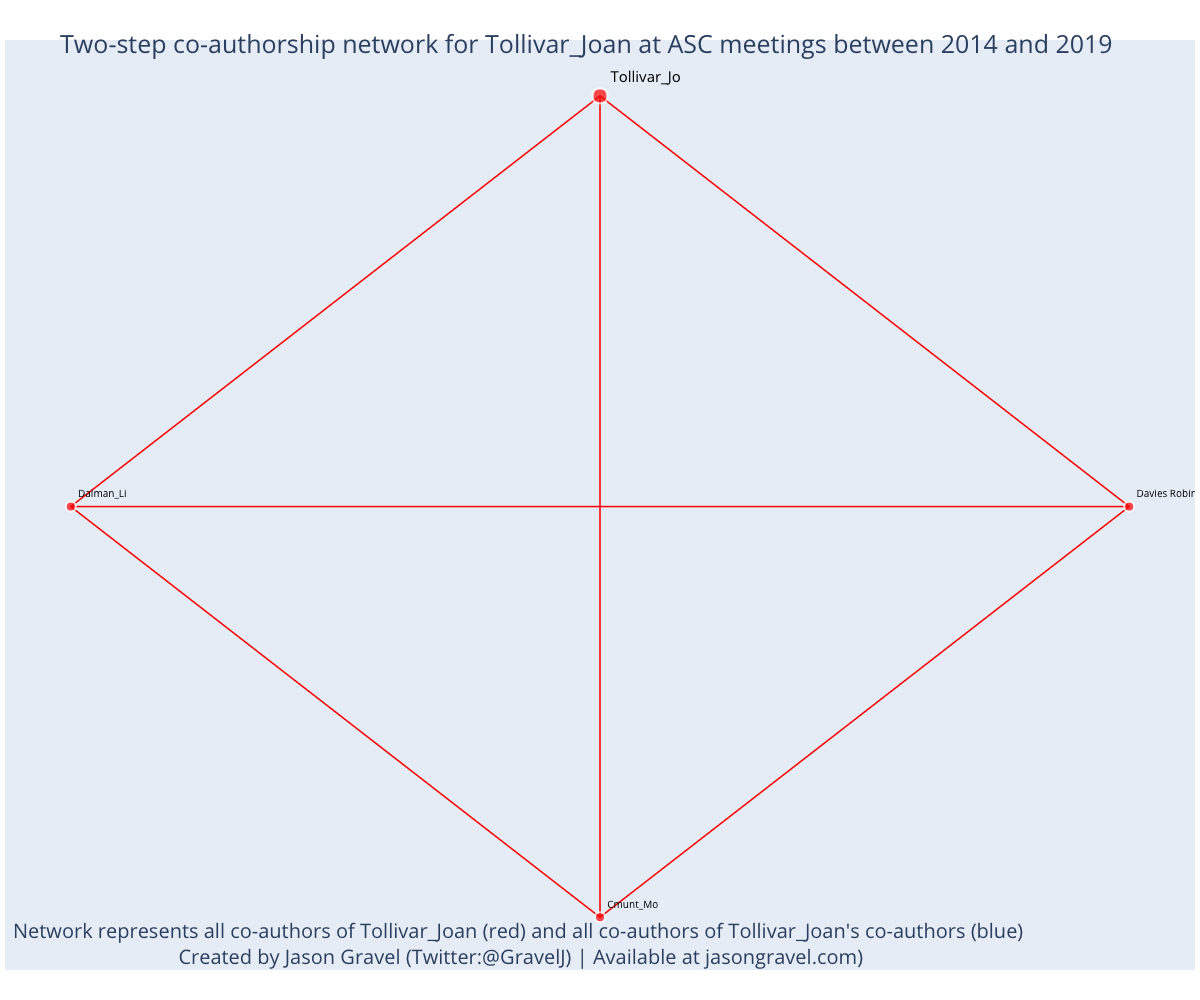 Two-step co-authorship network for Tollivar_Joan at ASC meetings between 2014 and 2019
Tollivar_Jo
Daiman_Li
Davies Robin
Cmunt_Mo
Network represents all co-authors of Tollivar_Joan (red) and all co-authors of Tollivar_Joan's co-authors (blue)
Created by Jason Gravel (Twitter:@GravelJ) | Available at jasongravel.com)